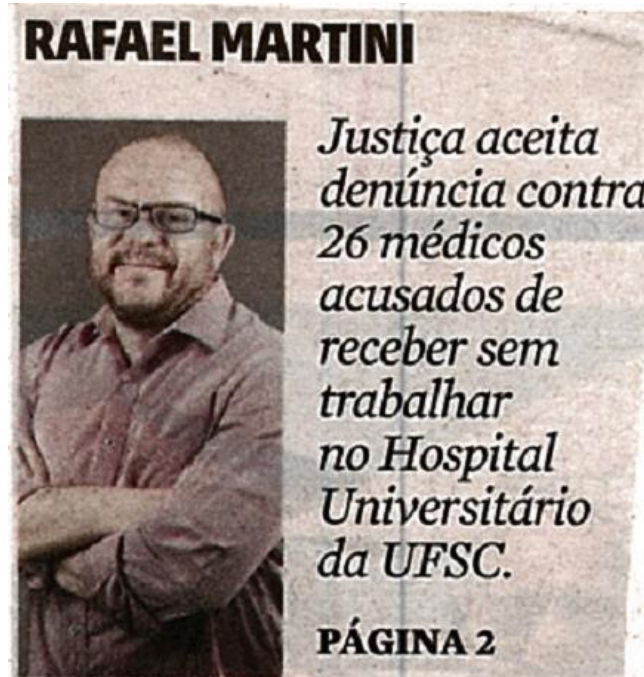 RAFAEL MARTINI
Justiça aceita
denúncia contra
26 médicos
acusados de
receber sem
trabalhar
no Hospital
Universitário
da UFSC.
PÁGINA 2